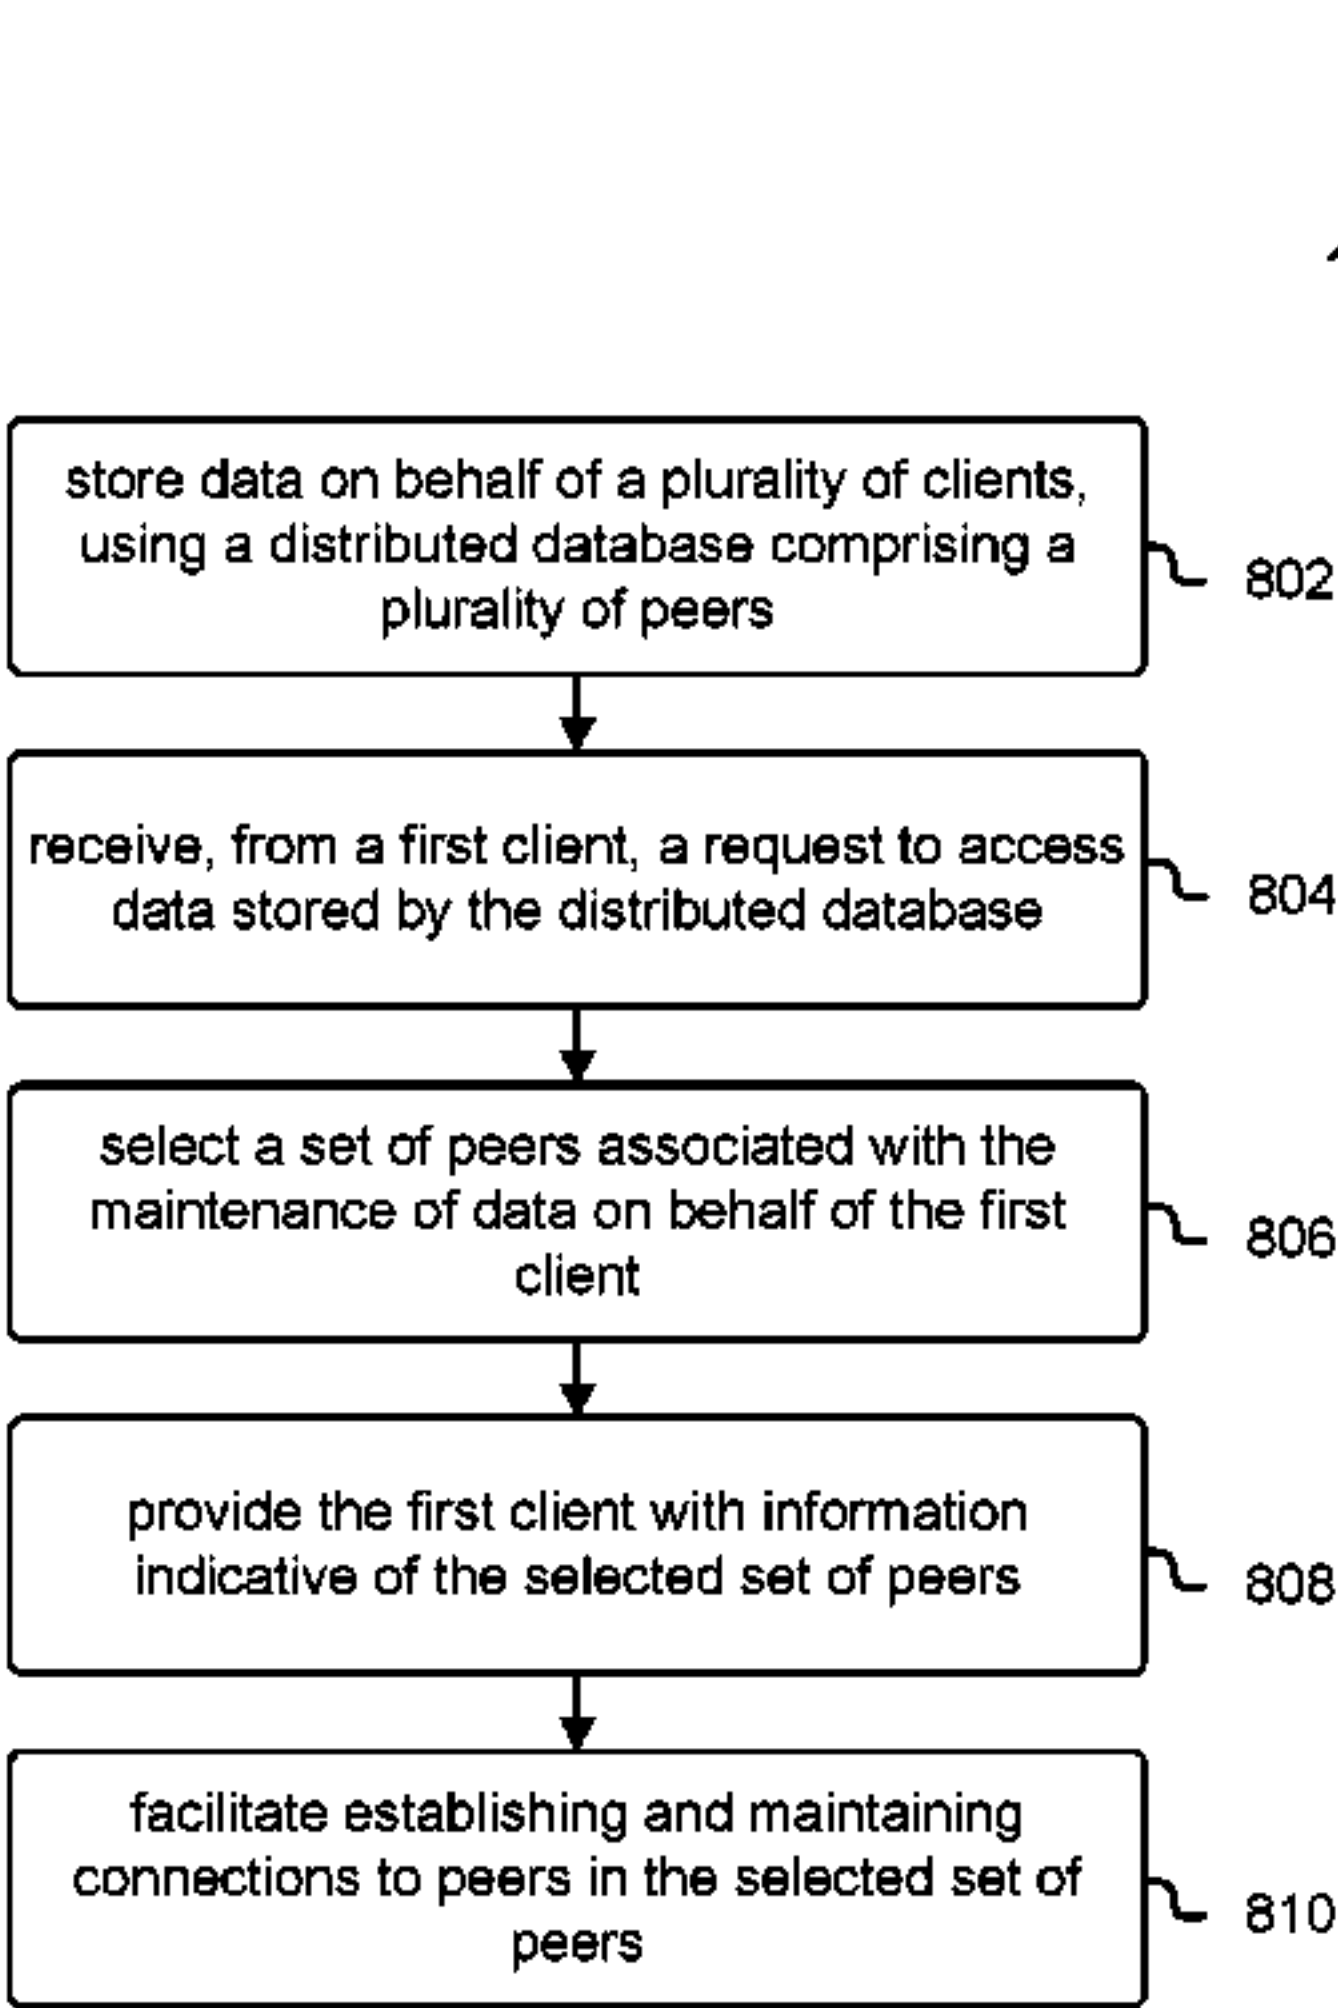 store data on behalf of a plurality of clients,
using a distributed database comprising a
plurality of peers
802
receive, from a first client, a request to access
data stored by the distributed database
804
select a set of peers associated with the
maintenance of data on behalf of the first
client
806
provide the first client with information
indicative of the selected set of peers
808
facilitate establishing and maintaining
connections to peers in the selected set of
peers
810